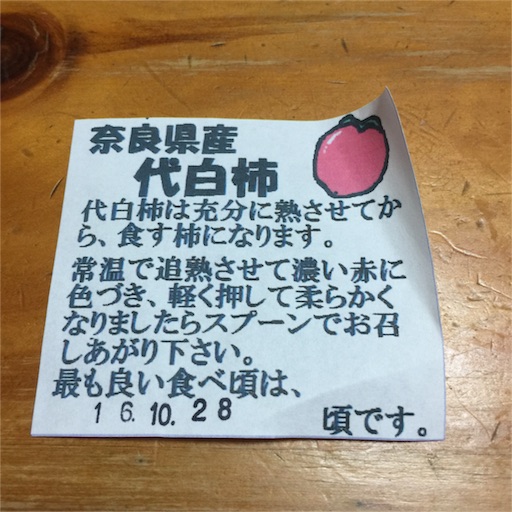 奈良県産
代白柿
代白柿は充分に熟させてか
ら、食す柿になります。
常温で追熟させて濃い赤に
色づき、軽く押して柔らかく
なりましたらスプーンでお召
しあがり下さい。
最も良い食べ頃は、
16.10.28
頃です。